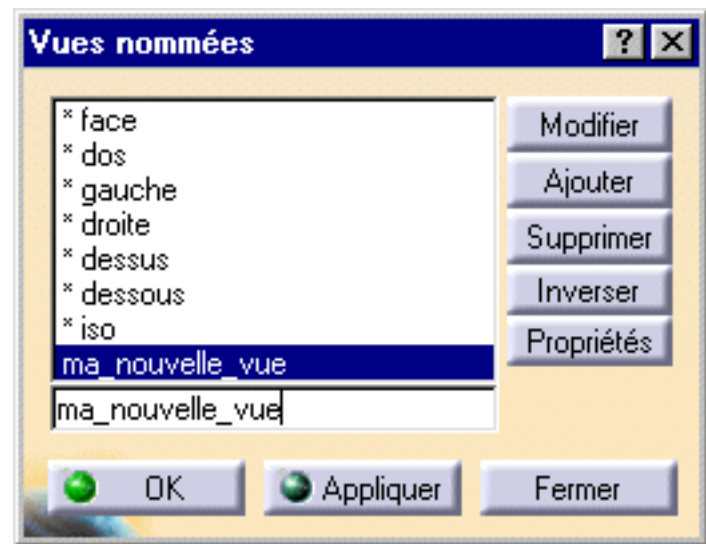 Vues nommées
* face
* dos
* gauche
* droite
* dessus
* dessous
* iso
ma_nouvelle_vue
ma_nouvelle_vue
Modifier
Ajouter
Supprimer
Inverser
Propriétés
OK
Appliquer
Fermer